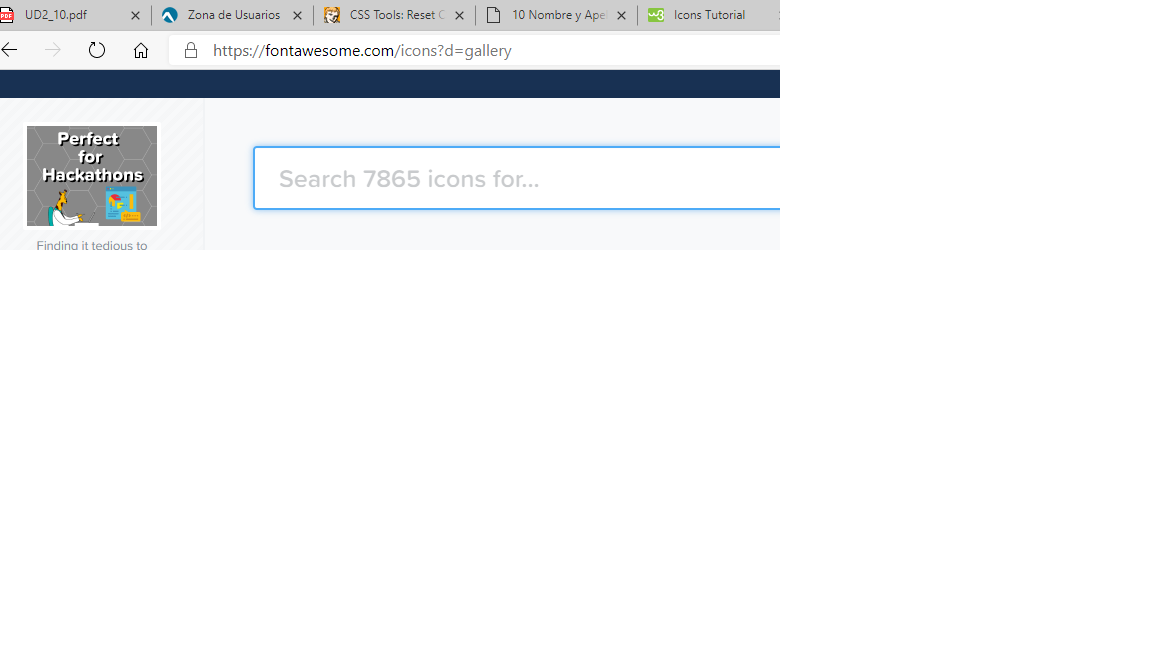 UD2_10.pdf
Zona de Usuarios
CSS Tools: Reset C
10 Nombre y Ape
Icons Tutorial
https://fontawesome.com/icons?d=gallery
Perfect
for
Hackathons
Finding it tedious to
Search 7865 icons for...